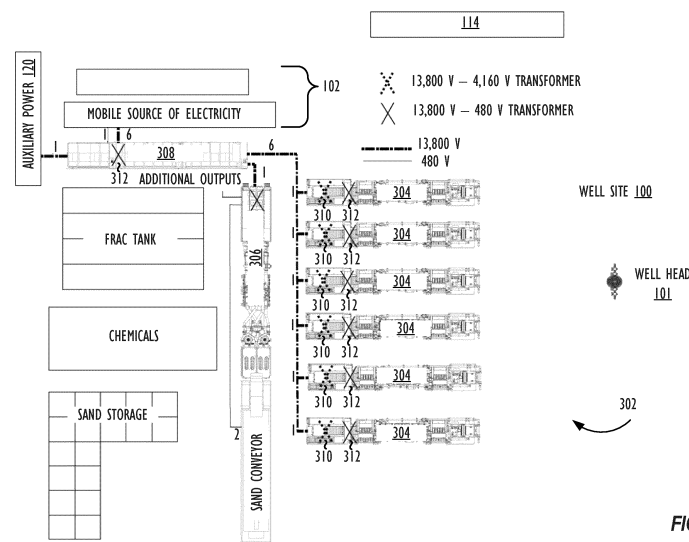 114
AUXILIARY POWER 120
102
MOBILE SOURCE OF ELECTRICITY
13,800 V – 4,160 V TRANSFORMER
13,800 V – 480 V TRANSFORMER
13,800 V
480 V
1
1
6
308
6
312
ADDITIONAL OUTPUTS
1
FRAC TANK
306
CHEMICALS
SAND STORAGE
2
SAND CONVEYOR
1
304
310
312
1
304
310
312
1
304
310
312
1
304
310
312
1
304
310
312
1
304
310
312
WELL SITE 100
WELL HEAD
101
302